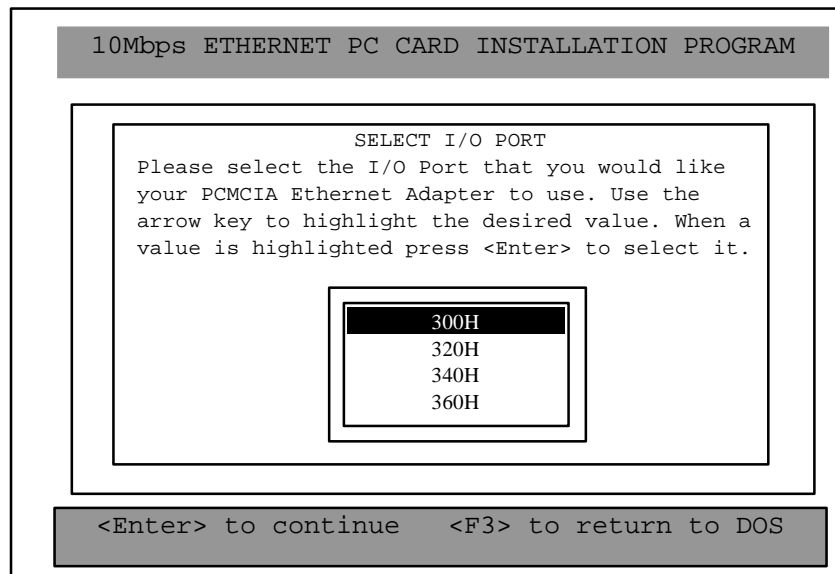 10Mbps ETHERNET PC CARD INSTALLATION PROGRAM
SELECT I/O PORT
Please select the I/O Port that you would like
your PCMCIA Ethernet Adapter to use. Use the
arrow key to highlight the desired value. When a
value is highlighted press <Enter> to select it.
300H
320H
340H
360H
<Enter> to continue <F3> to return to DOS